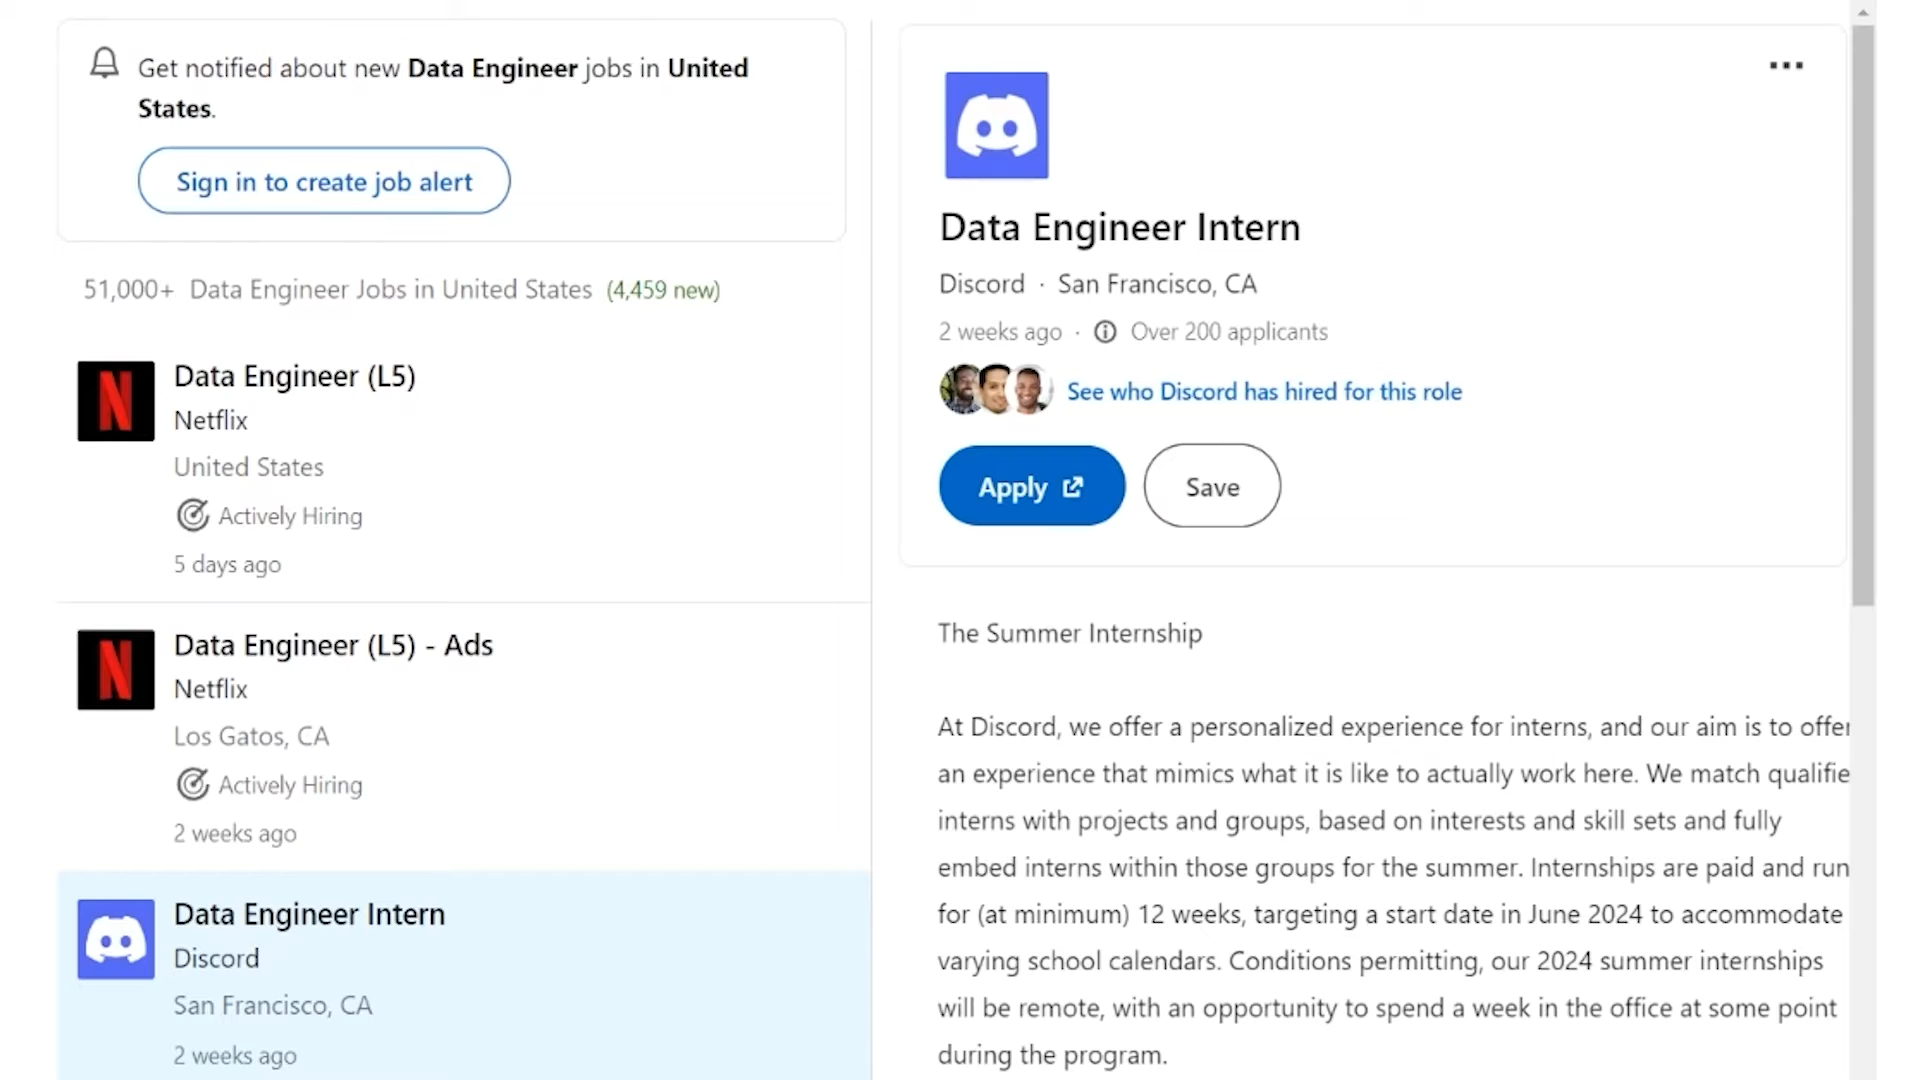 Get notified about new Data Engineer jobs in United
States.
Sign in to create job alert
51,000+ Data Engineer Jobs in United States (4,459 new)
Data Engineer (L5)
Netflix
United States
Actively Hiring
5 days ago
Data Engineer (L5) - Ads
Netflix
Los Gatos, CA
Actively Hiring
2 weeks ago
Data Engineer Intern
Discord
San Francisco, CA
2 weeks ago
Data Engineer Intern
Discord · San Francisco, CA
2 weeks ago · Over 200 applicants
See who Discord has hired for this role
Apply
Save
The Summer Internship
At Discord, we offer a personalized experience for interns, and our aim is to offer
an experience that mimics what it is like to actually work here. We match qualifie
interns with projects and groups, based on interests and skill sets and fully
embed interns within those groups for the summer. Internships are paid and run
for (at minimum) 12 weeks, targeting a start date in June 2024 to accommodate
varying school calendars. Conditions permitting, our 2024 summer internships
will be remote, with an opportunity to spend a week in the office at some point
during the program.